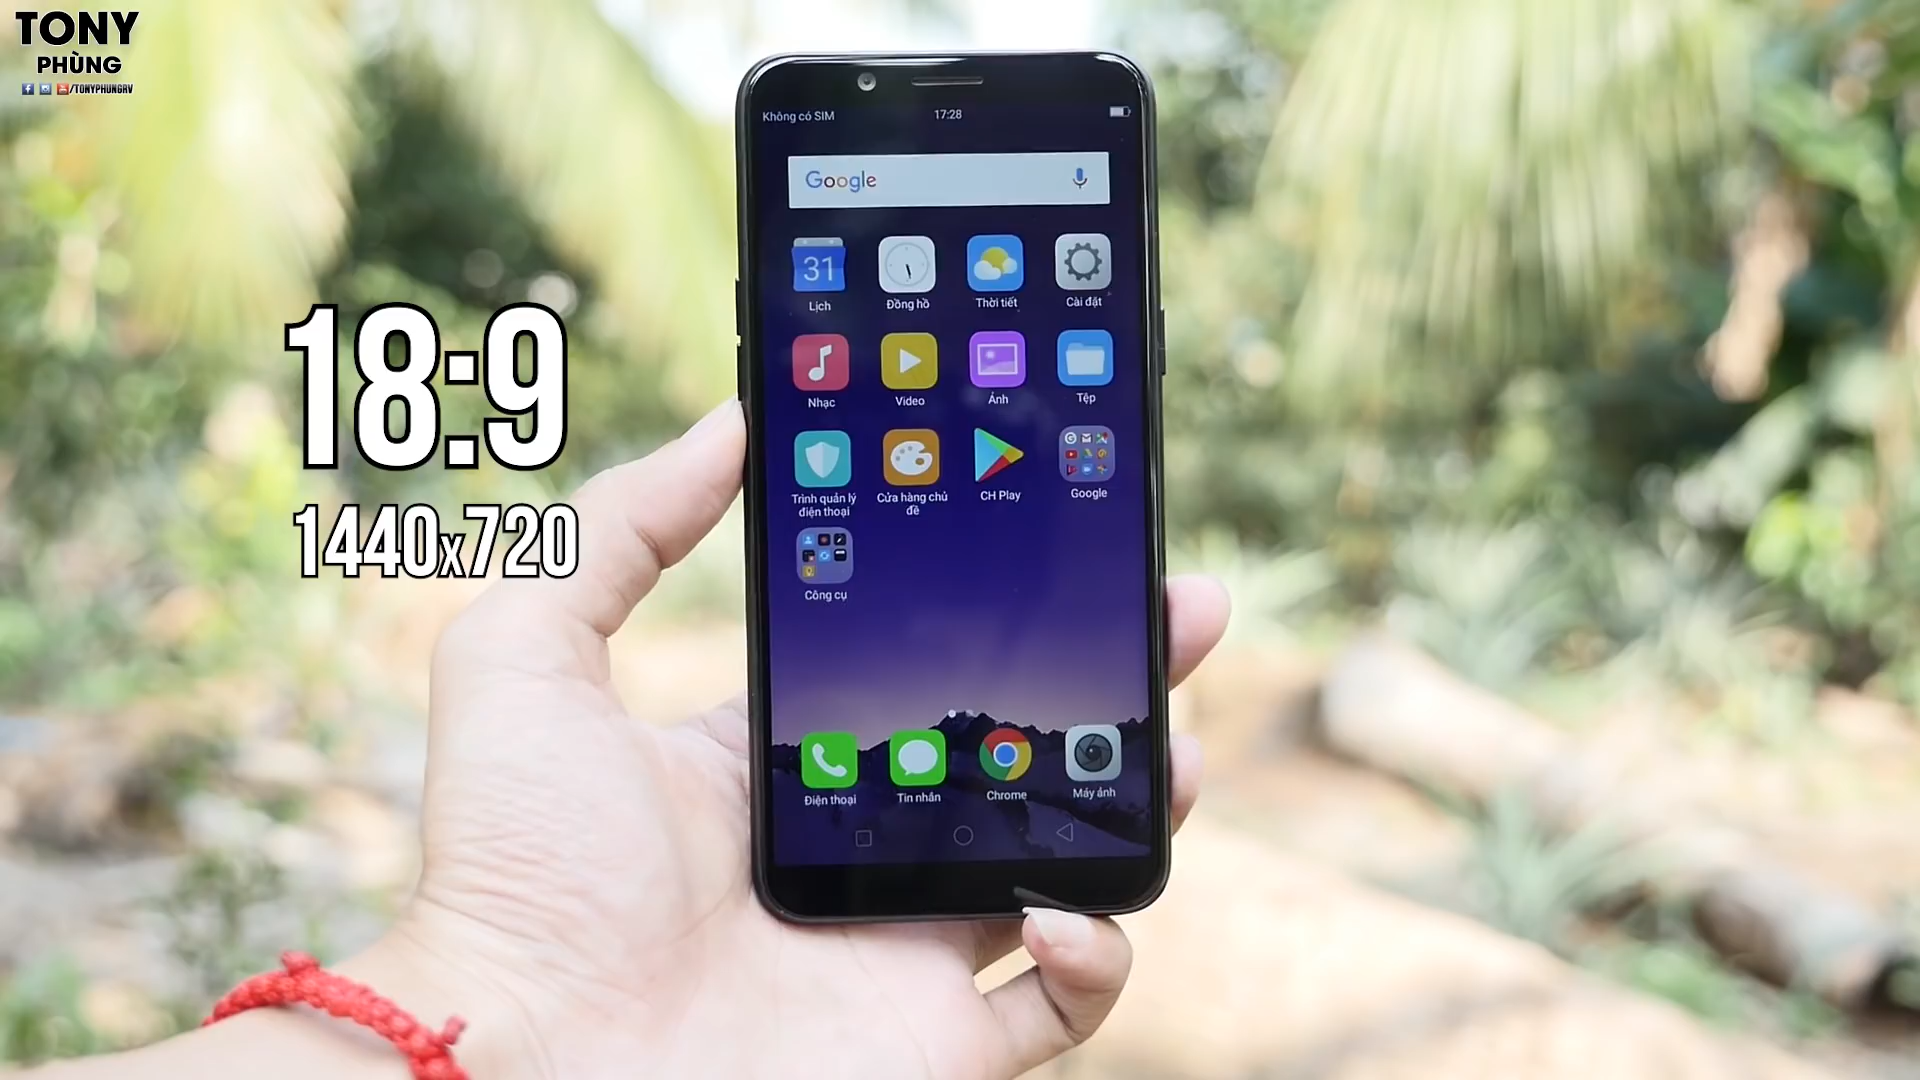 TONY
PHÙNG
/TONYPHUNGRV
Không có SIM
17:28
Google
31
Lịch
Đồng hồ
Thời tiết
Cài đặt
Nhạc
Video
Ảnh
Tệp
Trình quản lý
điện thoại
Cửa hàng chủ
đề
CH Play
Google
Công cụ
18:9
1440x720
Điện thoại
Tin nhắn
Chrome
Máy ảnh